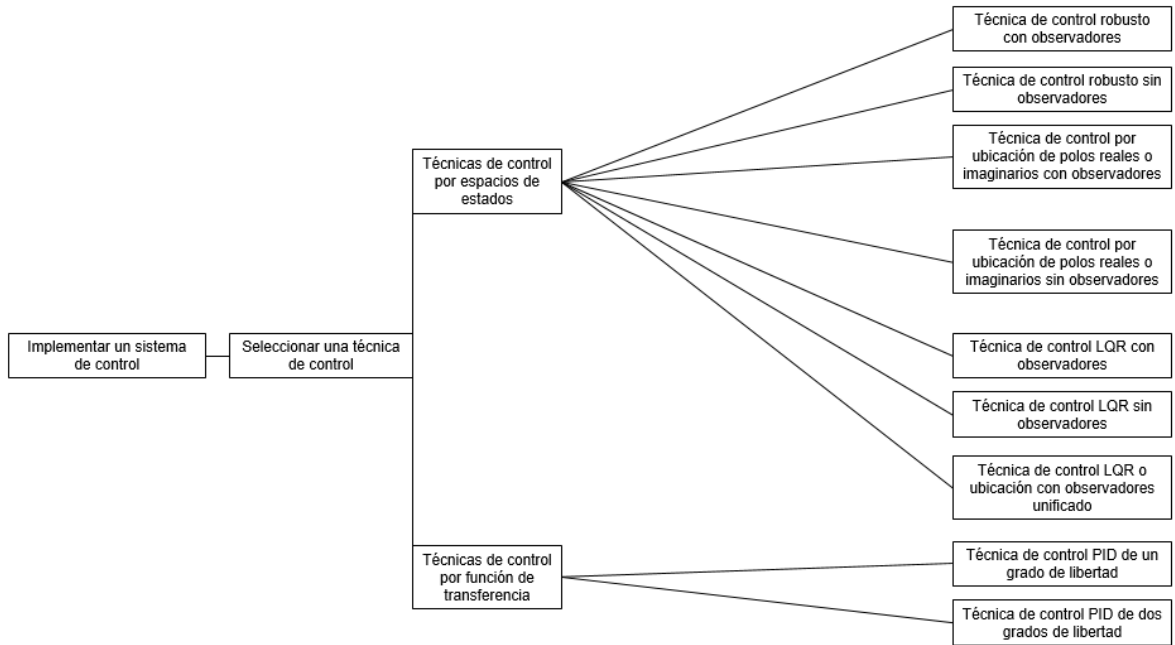 Implementar un sistema
de control
Seleccionar una técnica
de control
Técnicas de control
por espacios de
estados
Técnica de control robusto
con observadores
Técnica de control robusto sin
observadores
Técnica de control por
ubicación de polos reales o
imaginarios con observadores
Técnica de control por
ubicación de polos reales o
imaginarios sin observadores
Técnica de control LQR con
observadores
Técnica de control LQR sin
observadores
Técnica de control LQR o
ubicación con observadores
unificado
Técnicas de control
por función de
transferencia
Técnica de control PID de un
grado de libertad
Técnica de control PID de dos
grados de libertad